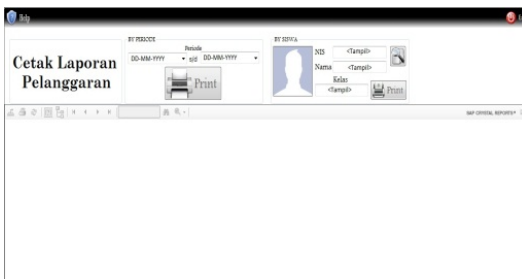 Help
Cetak Laporan
Pelanggaran
BY PERIODE
Periode
DD-MM-YYYY s/d DD-MM-YYYY
Print
BY SISWA
NIS <Tampil>
Nama <Tampil>
Kelas
<Tampil>
Print
SAP CRYSTAL REPORTS®